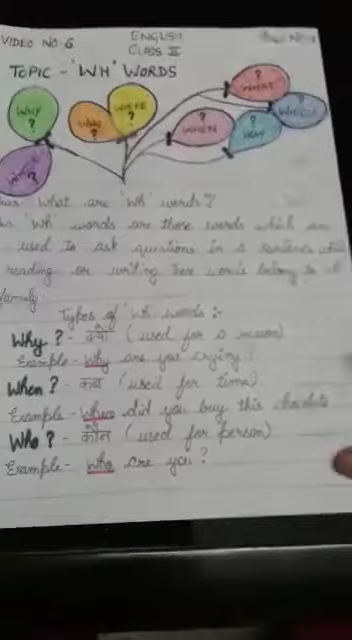 VIDEO NO-6
ENGLISH
CLASS II
TOPIC - 'WH' WORDS
WHY ?
WHO ?
WHERE ?
WHEN ?
WHAT ?
HOW ?
?
What are 'Wh' words?
'Wh' words are those words which are
used to ask questions in a sentence
reading or writing these words belong to
family.
Types of 'Wh' words :-
Why ? - क्यों (used for a reason)
Example - Why are you crying?
When ? - कब (used for time)
Example - When did you buy this
Who ? - कौन (used for person)
Example - Who are you ?